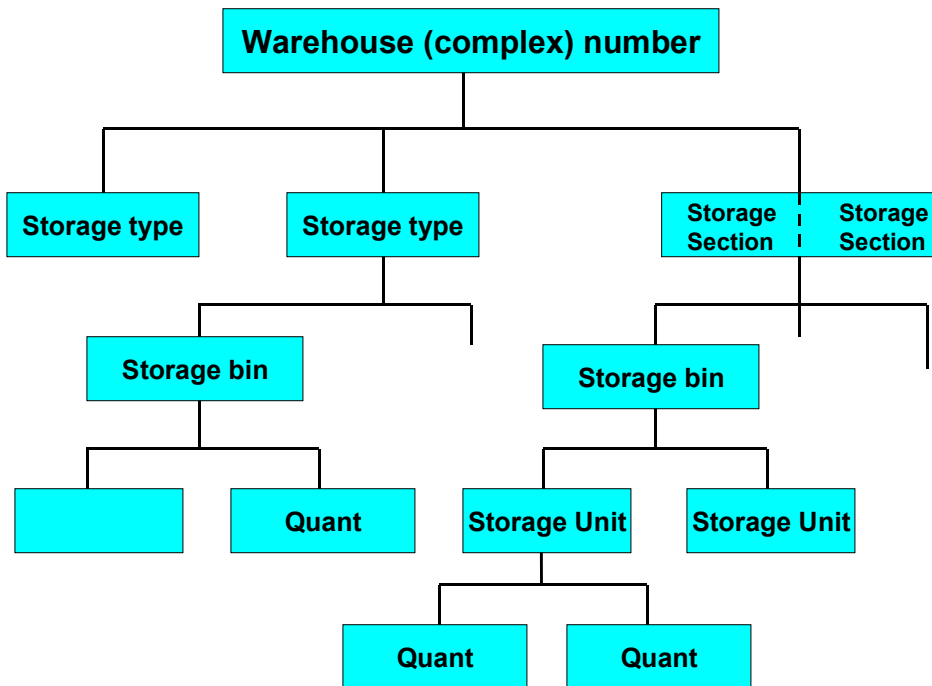 Warehouse (complex) number
Storage type
Storage type
Storage
Section
Storage
Section
Storage bin
Storage bin
Quant
Storage Unit
Storage Unit
Quant
Quant